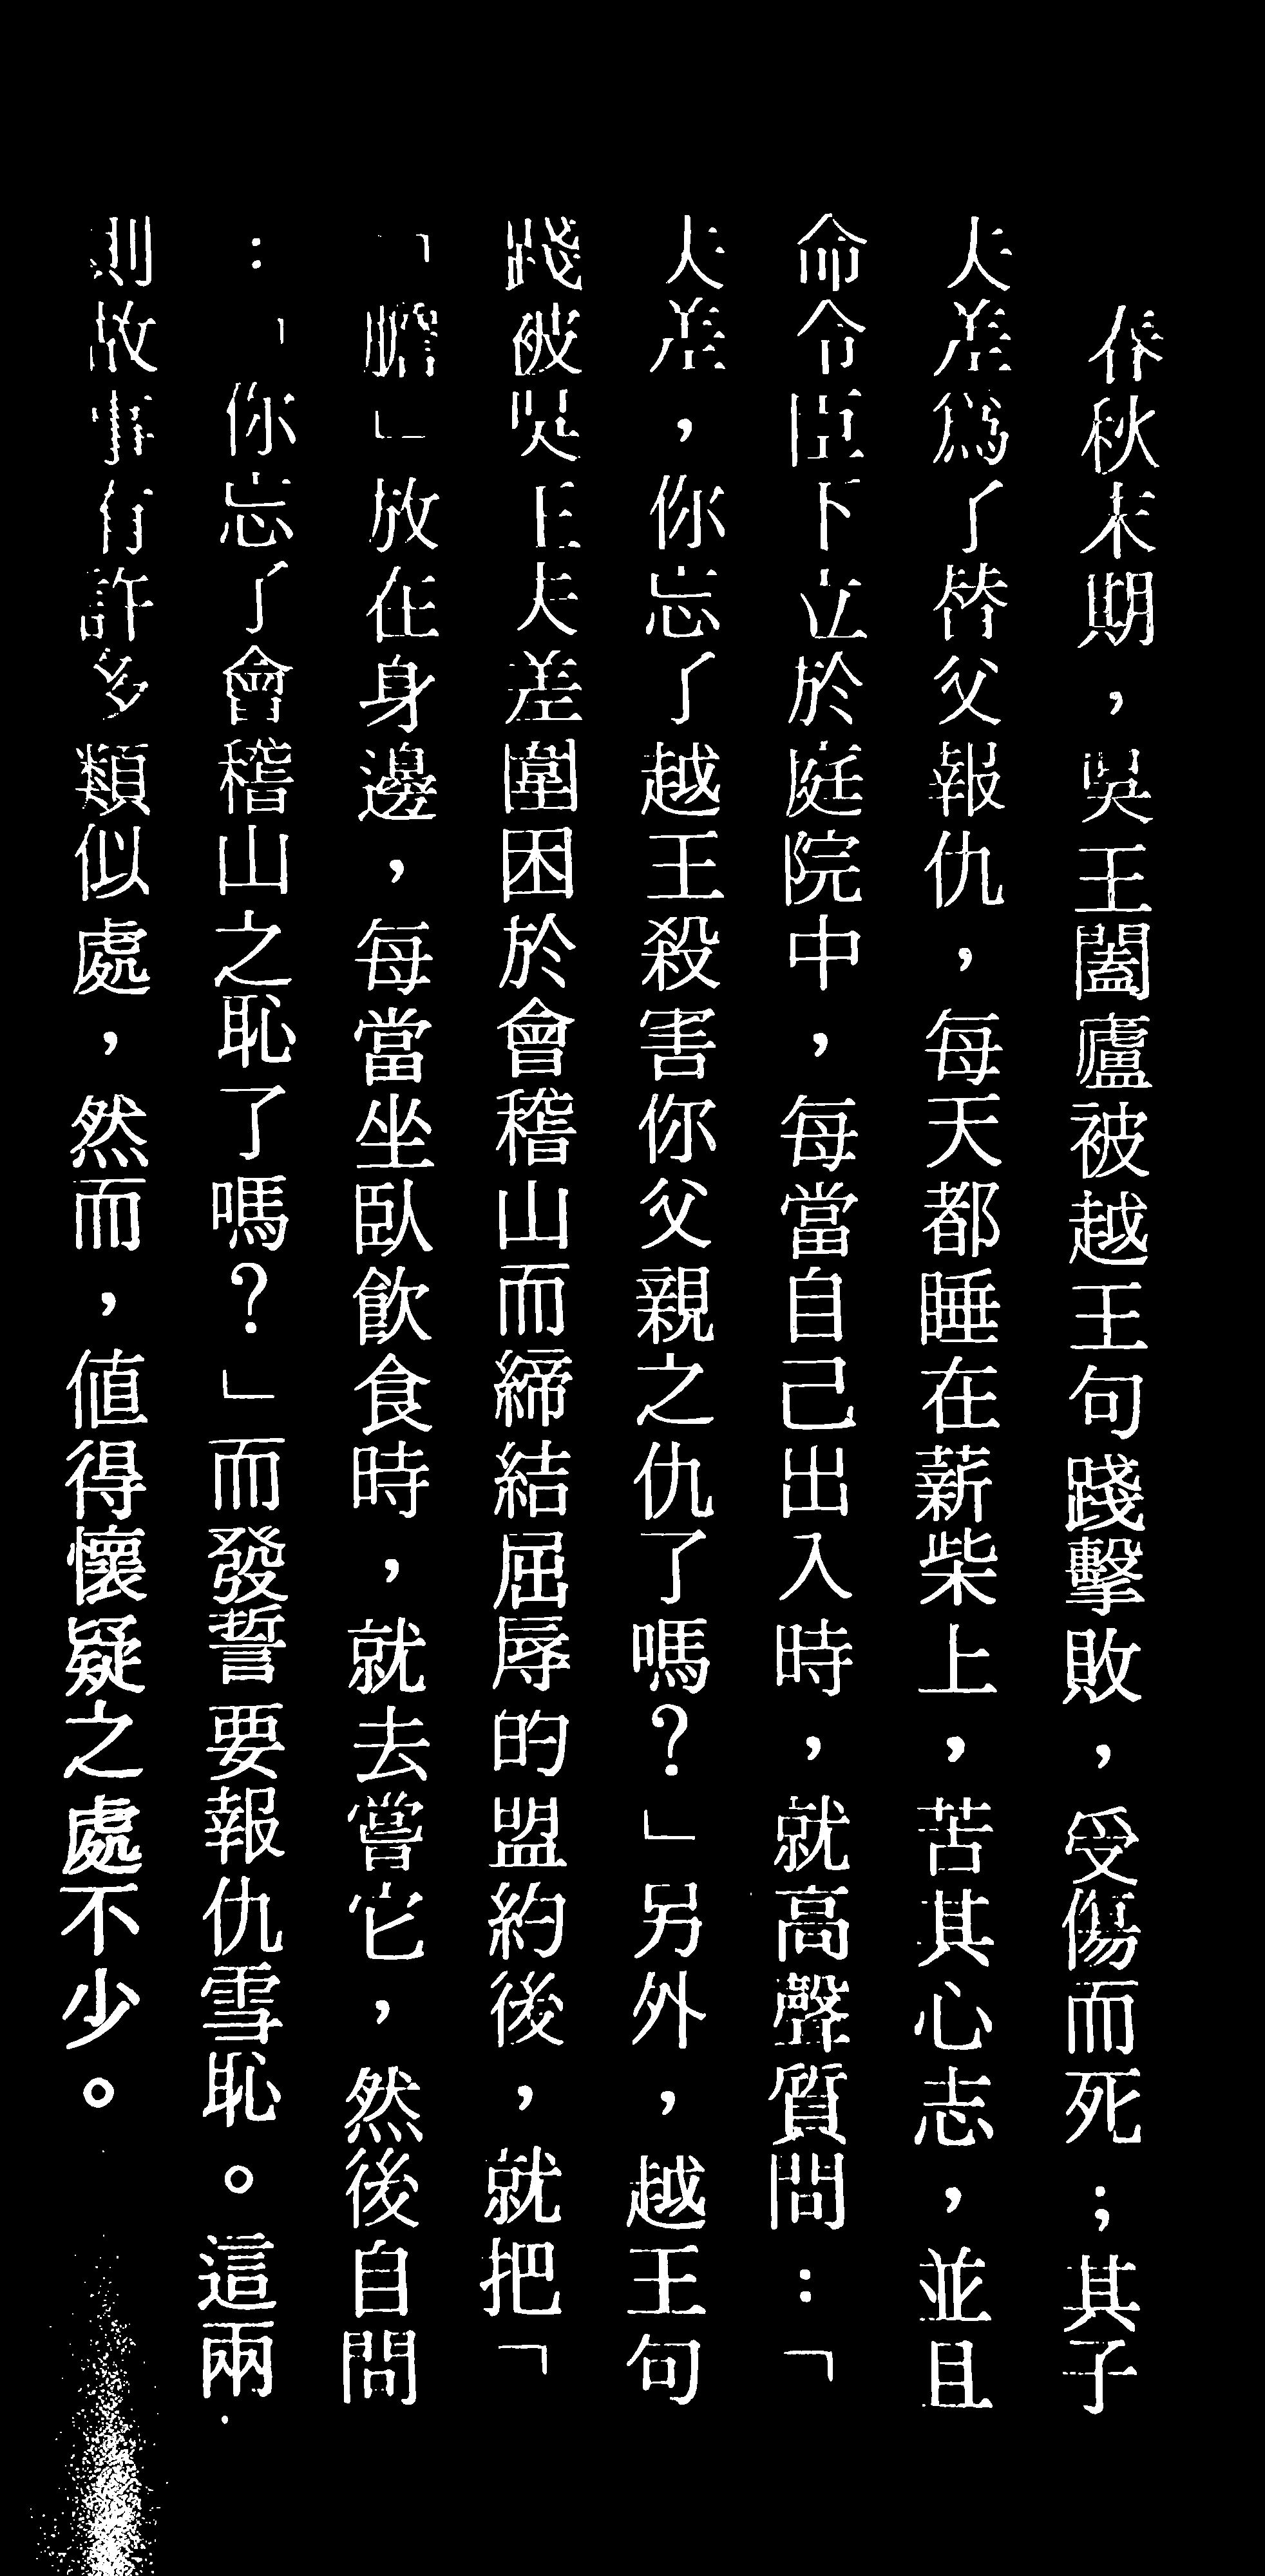 春秋末期，吳王闔廬被越王句踐擊敗，受傷而死；其子
夫差爲了替父報仇，每天都睡在薪柴上，苦其心志，並且
命令臣下立於庭院中，每當自己出入時，就高聲質問：「
夫差，你忘了越王殺害你父親之仇了嗎？」另外，越王句
踐被吳王夫差圍困於會稽山而締結屈辱的盟約後，就把「
「膽」放在身邊，每當坐臥飲食時，就去嘗它，然後自問
：「你忘了會稽山之恥了嗎？」而發誓要報仇雪恥。這兩
則故事有許多類似處，然而，值得懷疑之處不少。